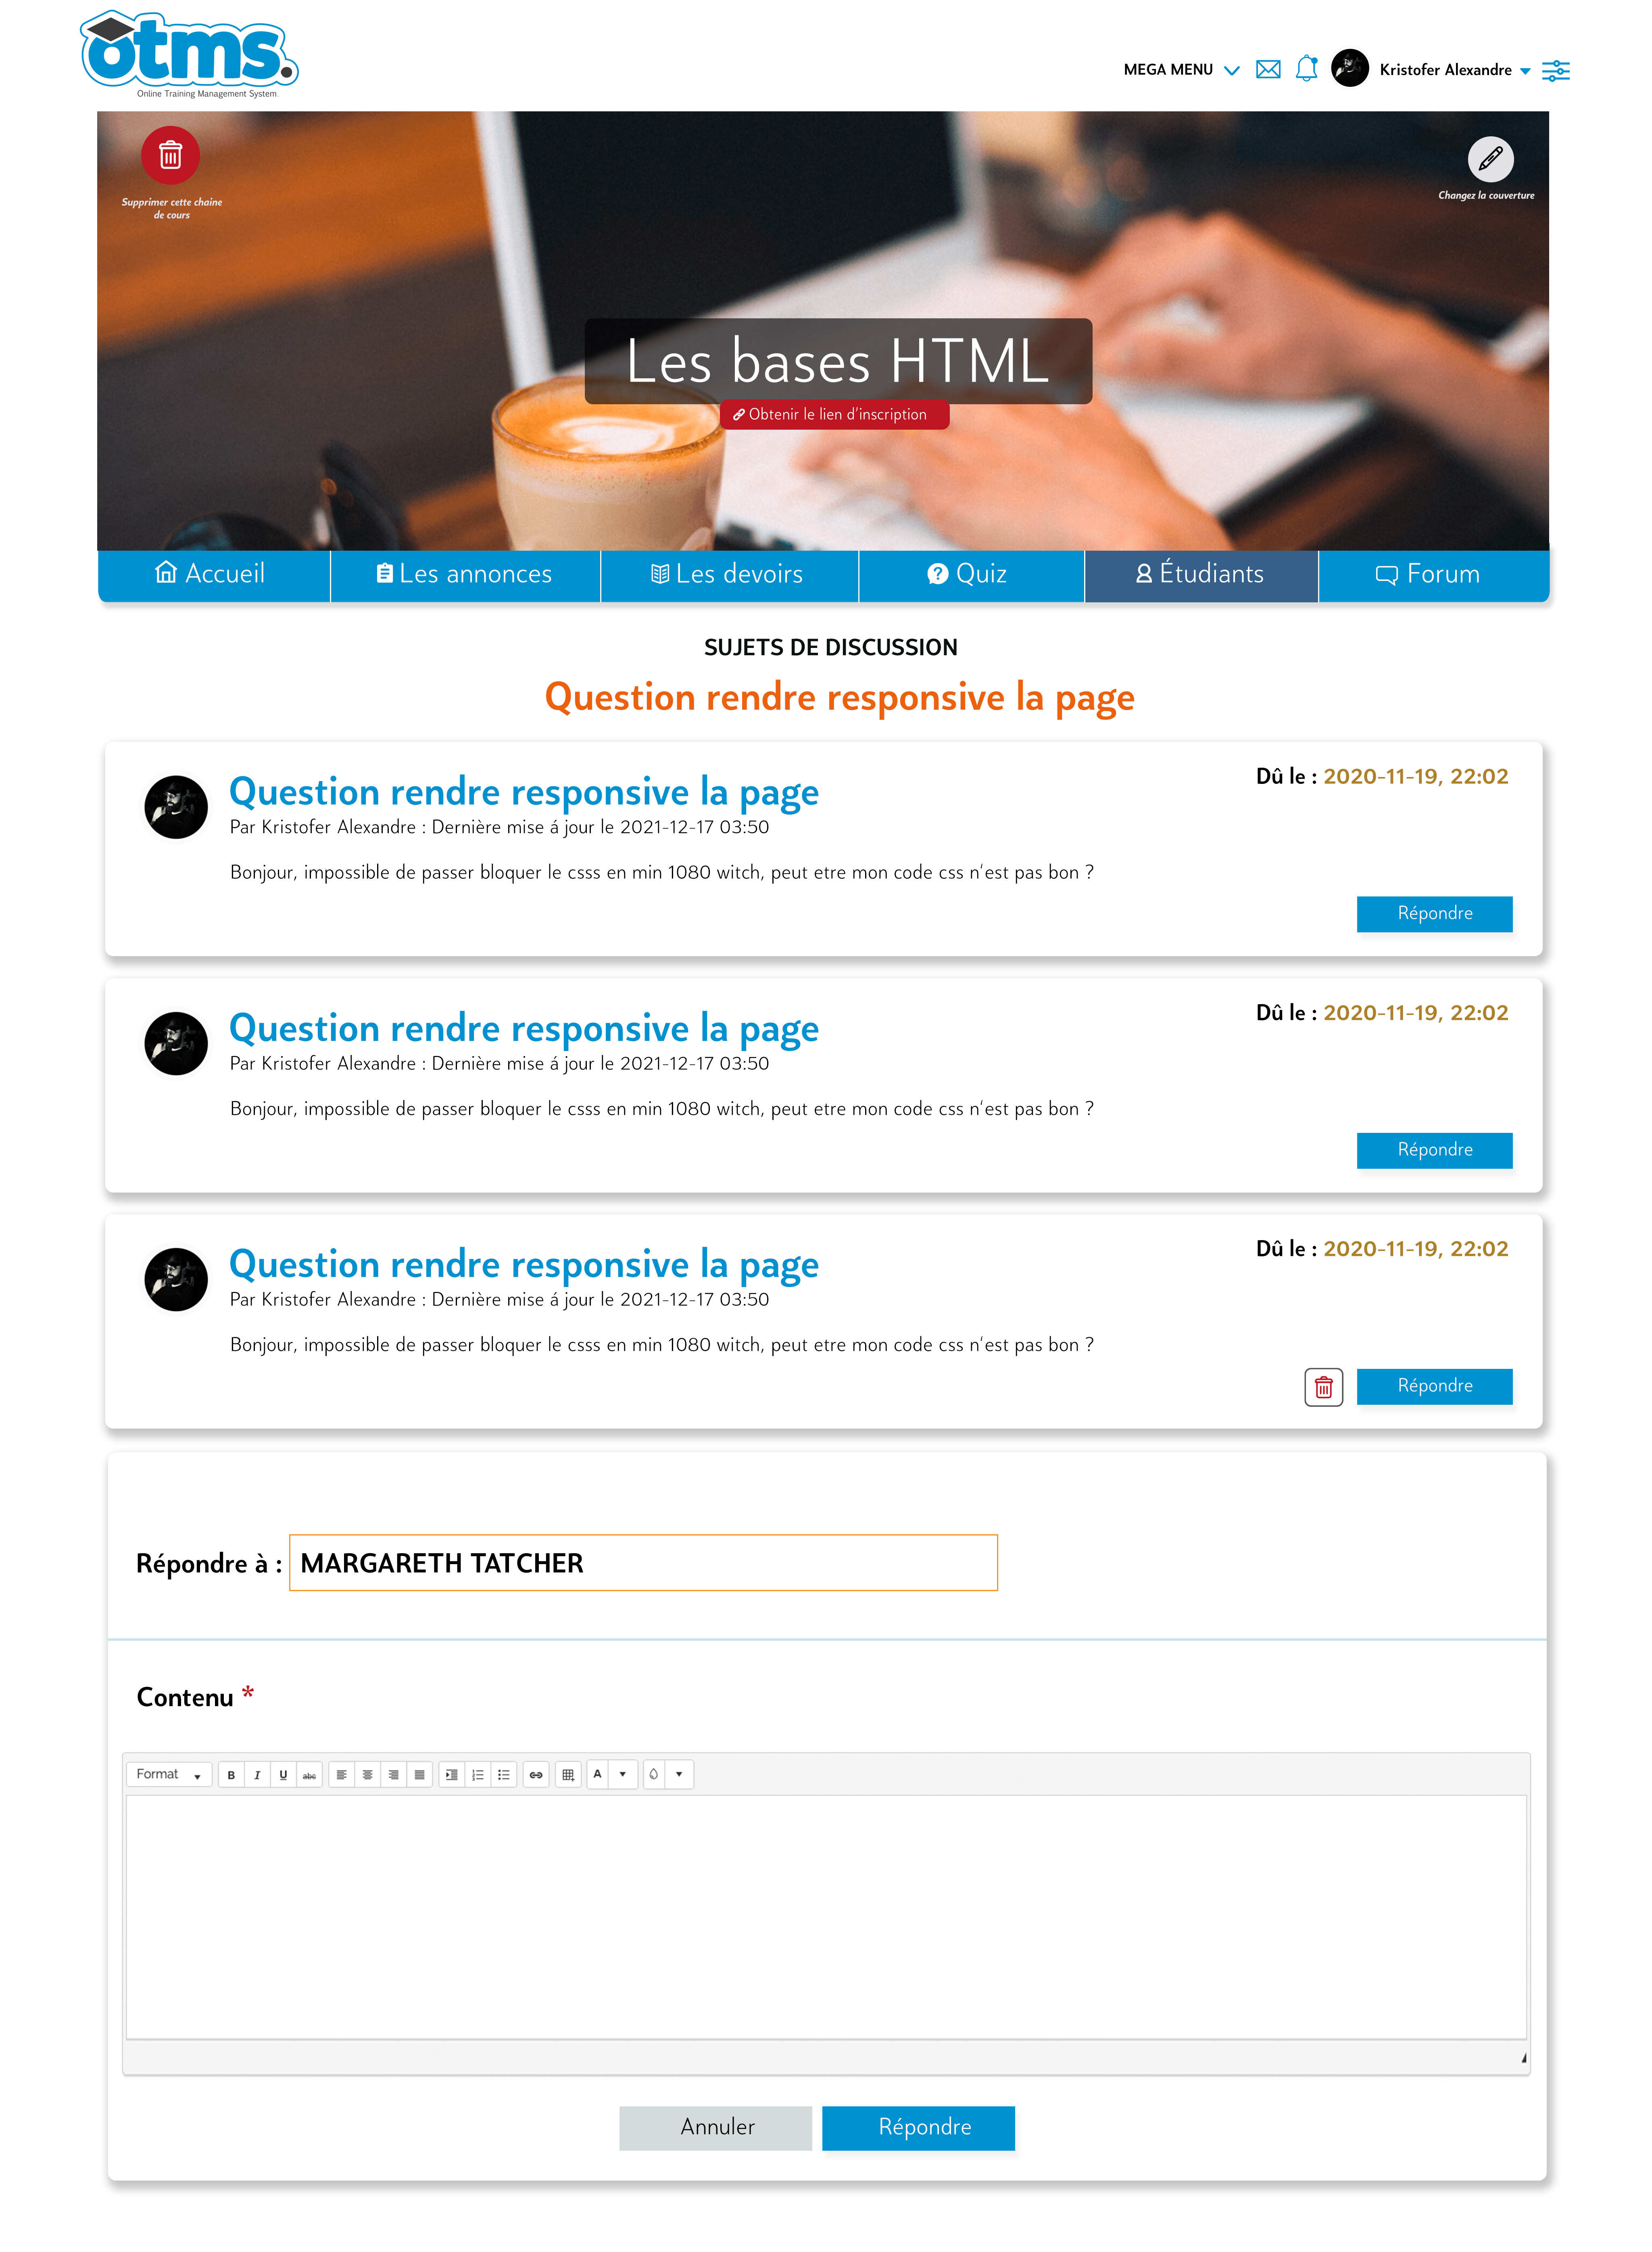 otms.
Online Training Management System
MEGA MENU
Kristofer Alexandre
Supprimer cette chaine
de cours
Changez la couverture
Les bases HTML
Obtenir le lien d'inscription
Accueil
Les annonces
Les devoirs
Quiz
Étudiants
Forum
SUJETS DE DISCUSSION
Question rendre responsive la page
Question rendre responsive la page
Dû le : 2020-11-19, 22:02
Par Kristofer Alexandre : Dernière mise á jour le 2021-12-17 03:50
Bonjour, impossible de passer bloquer le csss en min 1080 witch, peut etre mon code css n'est pas bon ?
Répondre
Question rendre responsive la page
Dû le : 2020-11-19, 22:02
Par Kristofer Alexandre : Dernière mise á jour le 2021-12-17 03:50
Bonjour, impossible de passer bloquer le csss en min 1080 witch, peut etre mon code css n'est pas bon ?
Répondre
Question rendre responsive la page
Dû le : 2020-11-19, 22:02
Par Kristofer Alexandre : Dernière mise á jour le 2021-12-17 03:50
Bonjour, impossible de passer bloquer le csss en min 1080 witch, peut etre mon code css n'est pas bon ?
Répondre
Répondre à : MARGARETH TATCHER
Contenu *
Format B I U abc A
Annuler
Répondre